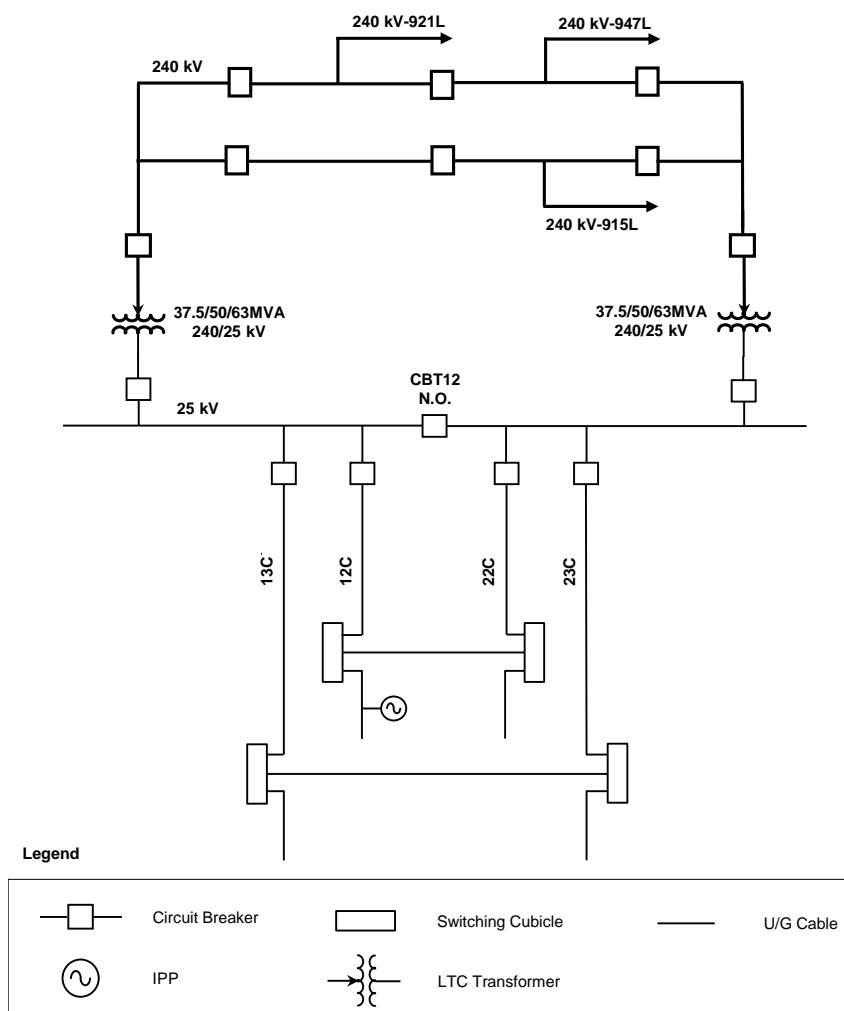 240 kV-921L
240 kV-947L
240 kV
240 kV-915L
37.5/50/63MVA
240/25 kV
37.5/50/63MVA
240/25 kV
CBT12
N.O.
25 kV
13C
12C
22C
23C
Legend
Circuit Breaker
Switching Cubicle
U/G Cable
IPP
LTC Transformer